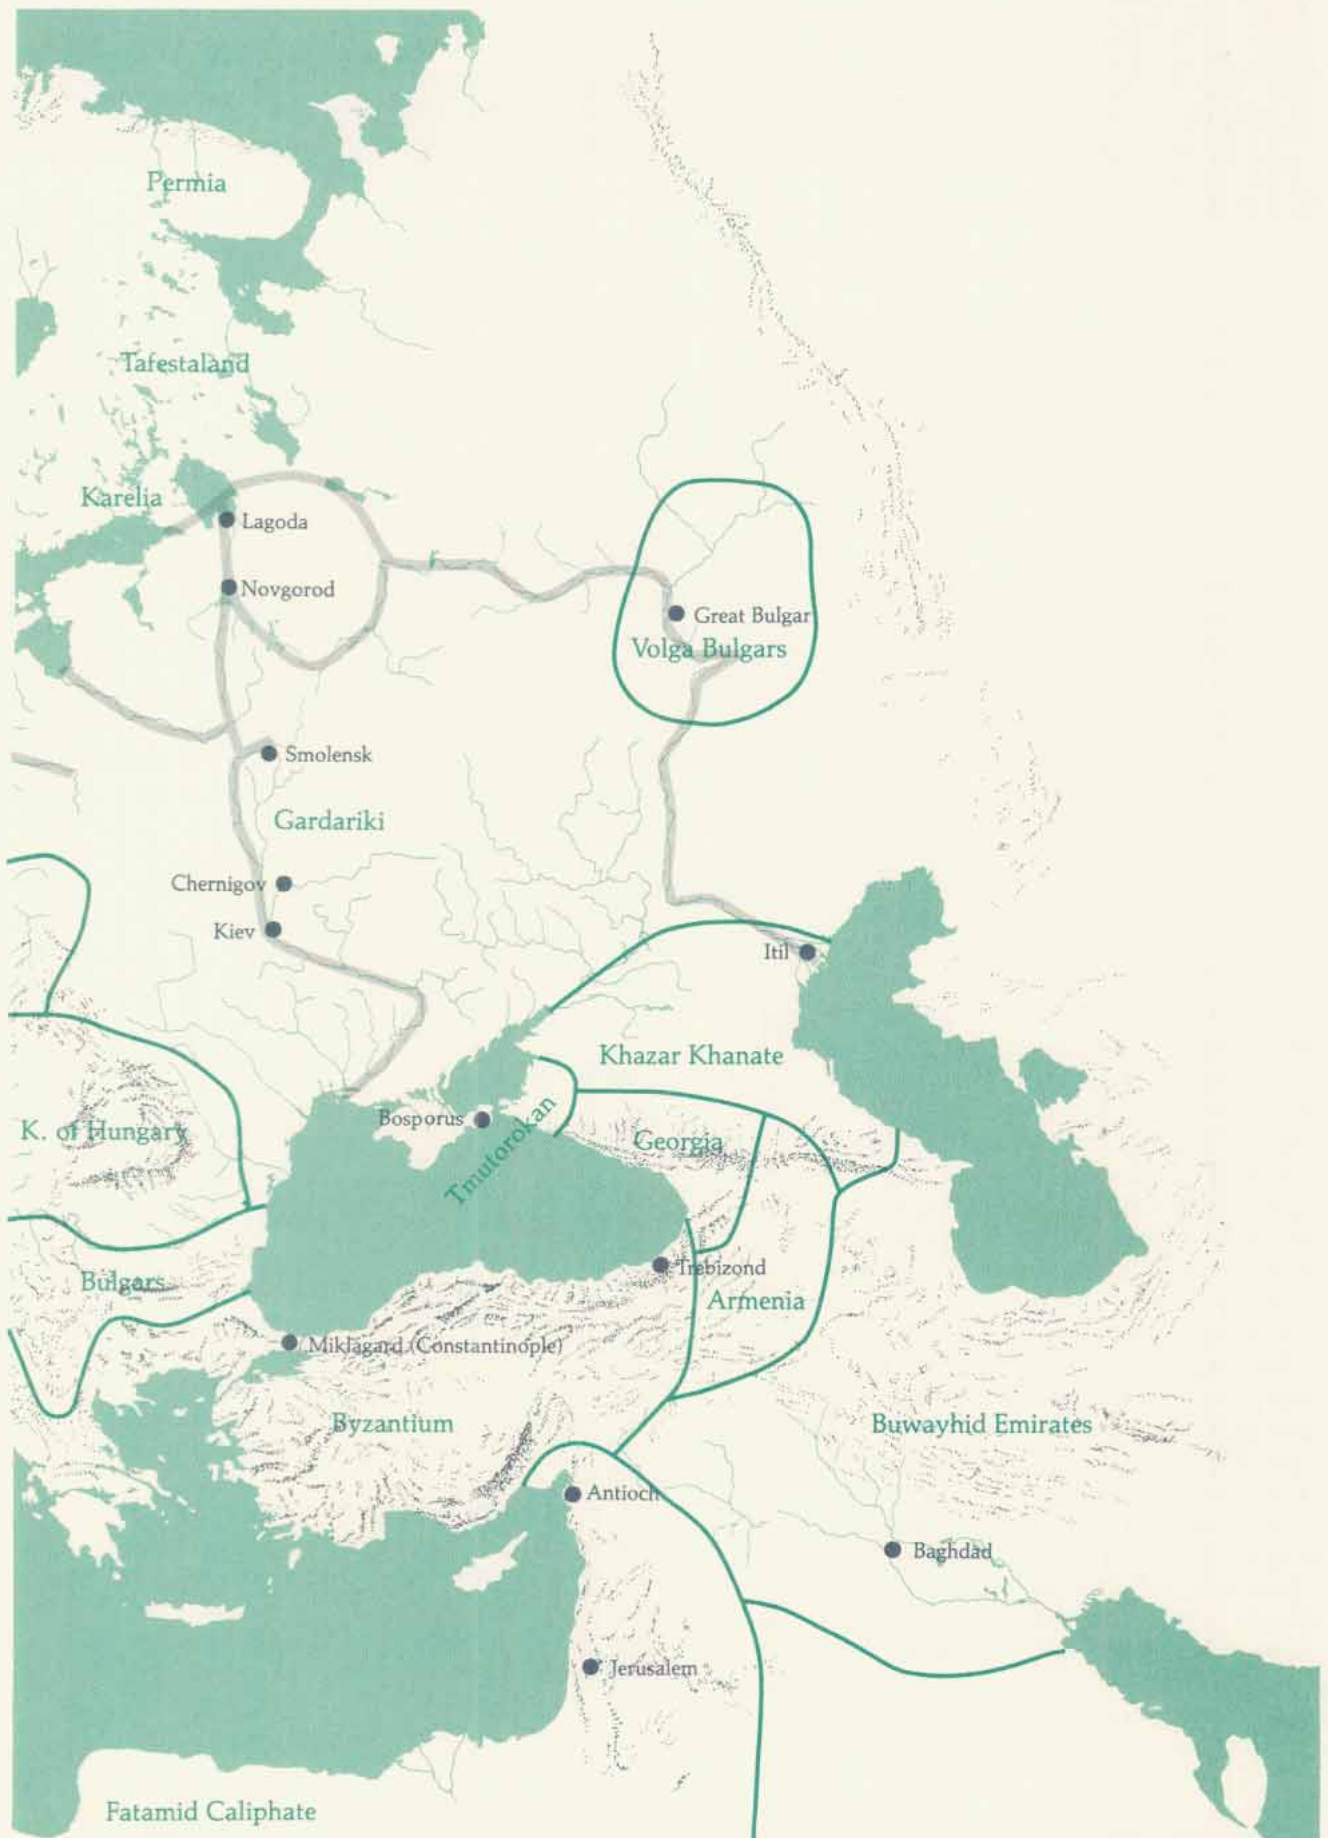 Permia
Tafestaland
Karelia
Lagoda
Novgorod
Great Bulgar
Volga Bulgars
Smolensk
Gardariki
Chernigov
Kiev
Itil
Khazar Khanate
Bosporus
Tmutorokan
K. of Hungary
Georgia
Trebizond
Bulgars
Armenia
Miklagard (Constantinople)
Byzantium
Buwayhid Emirates
Antioch
Baghdad
Jerusalem
Fatamid Caliphate